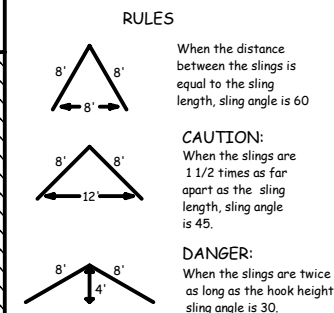 RULES
8' 8'
8'
When the distance
between the slings is
equal to the sling
length, sling angle is 60
8' 8'
12'
CAUTION:
When the slings are
1 1/2 times as far
apart as the sling
length, sling angle
is 45.
8' 8'
4'
DANGER:
When the slings are twice
as long as the hook height
sling angle is 30.